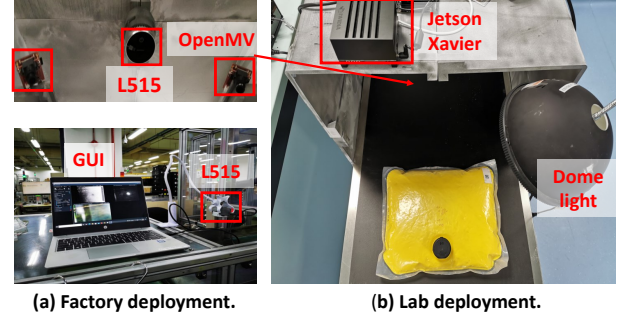 OpenMV
L515
GUI
L515
Jetson
Xavier
Dome
light
(a) Factory deployment.
(b) Lab deployment.